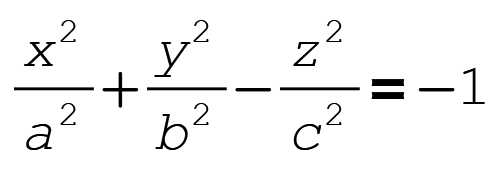 x²/a² + y²/b² − z²/c² = −1